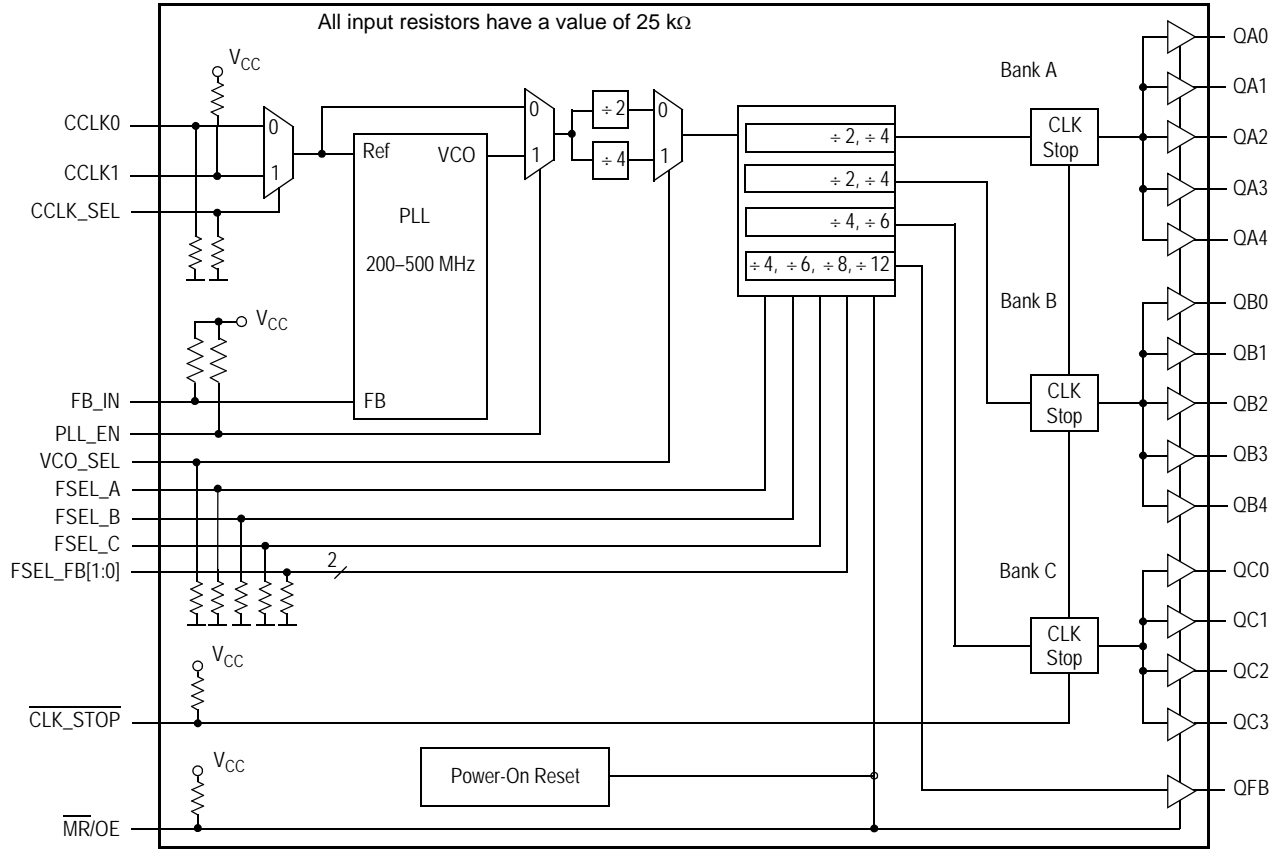 All input resistors have a value of 25 kΩ
VCC
CCLK0
CCLK1
CCLK_SEL
0
1
Ref
VCO
PLL
200–500 MHz
FB
0
1
÷ 2
÷ 4
0
1
÷ 2, ÷ 4
÷ 2, ÷ 4
÷ 4, ÷ 6
÷ 4, ÷ 6, ÷ 8, ÷ 12
VCC
FB_IN
PLL_EN
VCO_SEL
FSEL_A
FSEL_B
FSEL_C
FSEL_FB[1:0]
2
VCC
CLK_STOP
VCC
MR/OE
Power-On Reset
Bank A
CLK
Stop
Bank B
CLK
Stop
Bank C
CLK
Stop
QA0
QA1
QA2
QA3
QA4
QB0
QB1
QB2
QB3
QB4
QC0
QC1
QC2
QC3
QFB